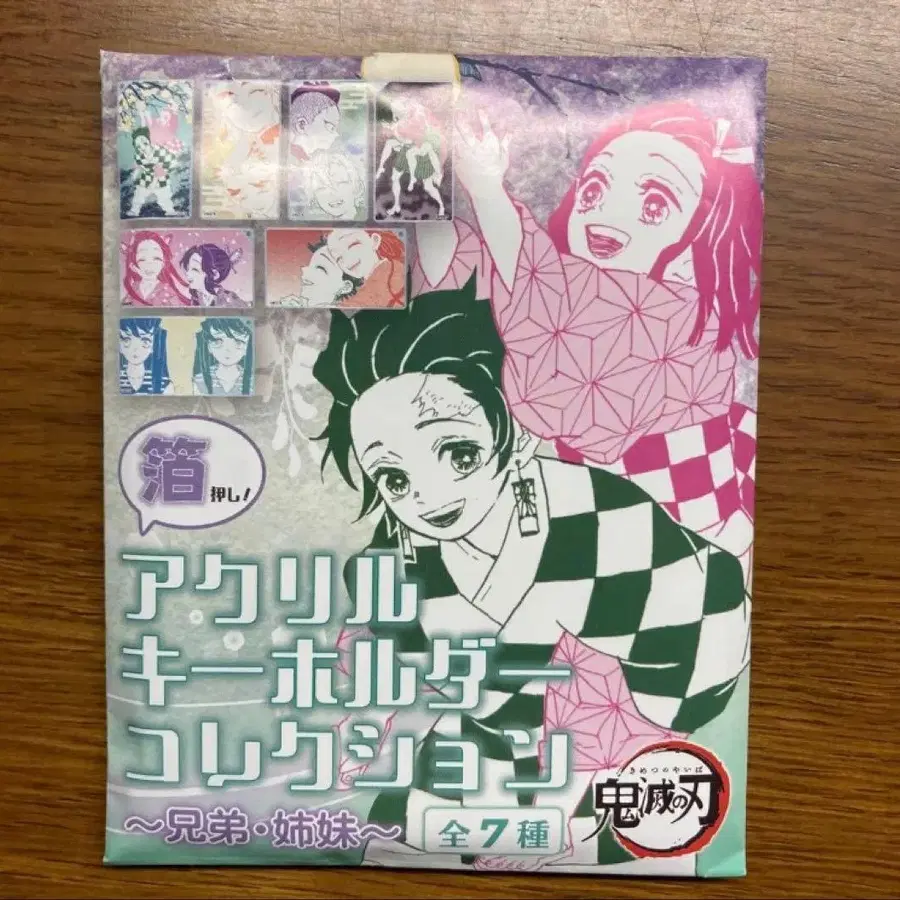 箔押し!
アクリル
キーホルダー
コレクション
～兄弟・姉妹～
全7種
きめつのやいば
鬼滅の刃